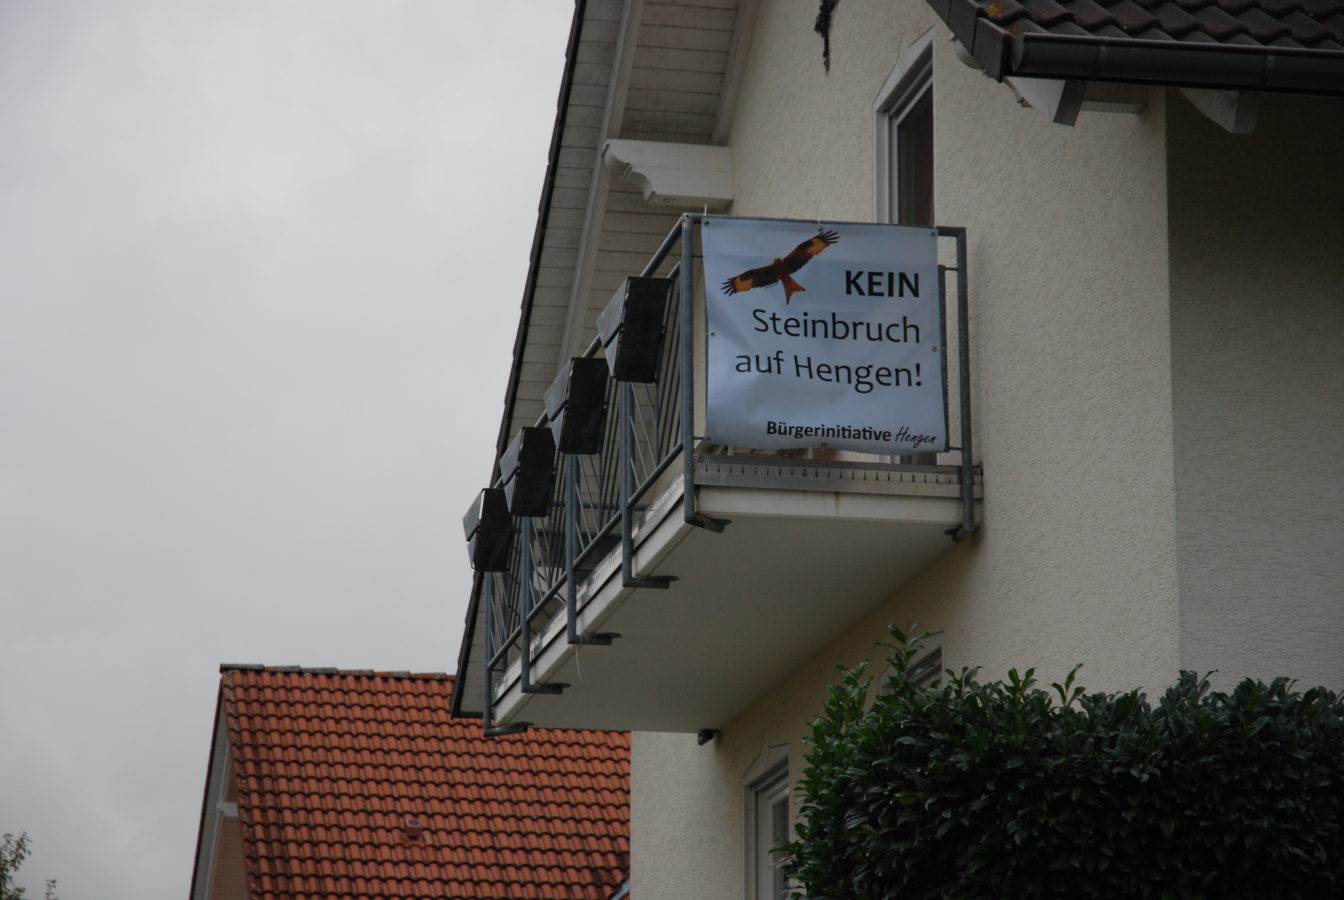 KEIN
Steinbruch
auf Hengen!
Bürgerinitiative Hengen